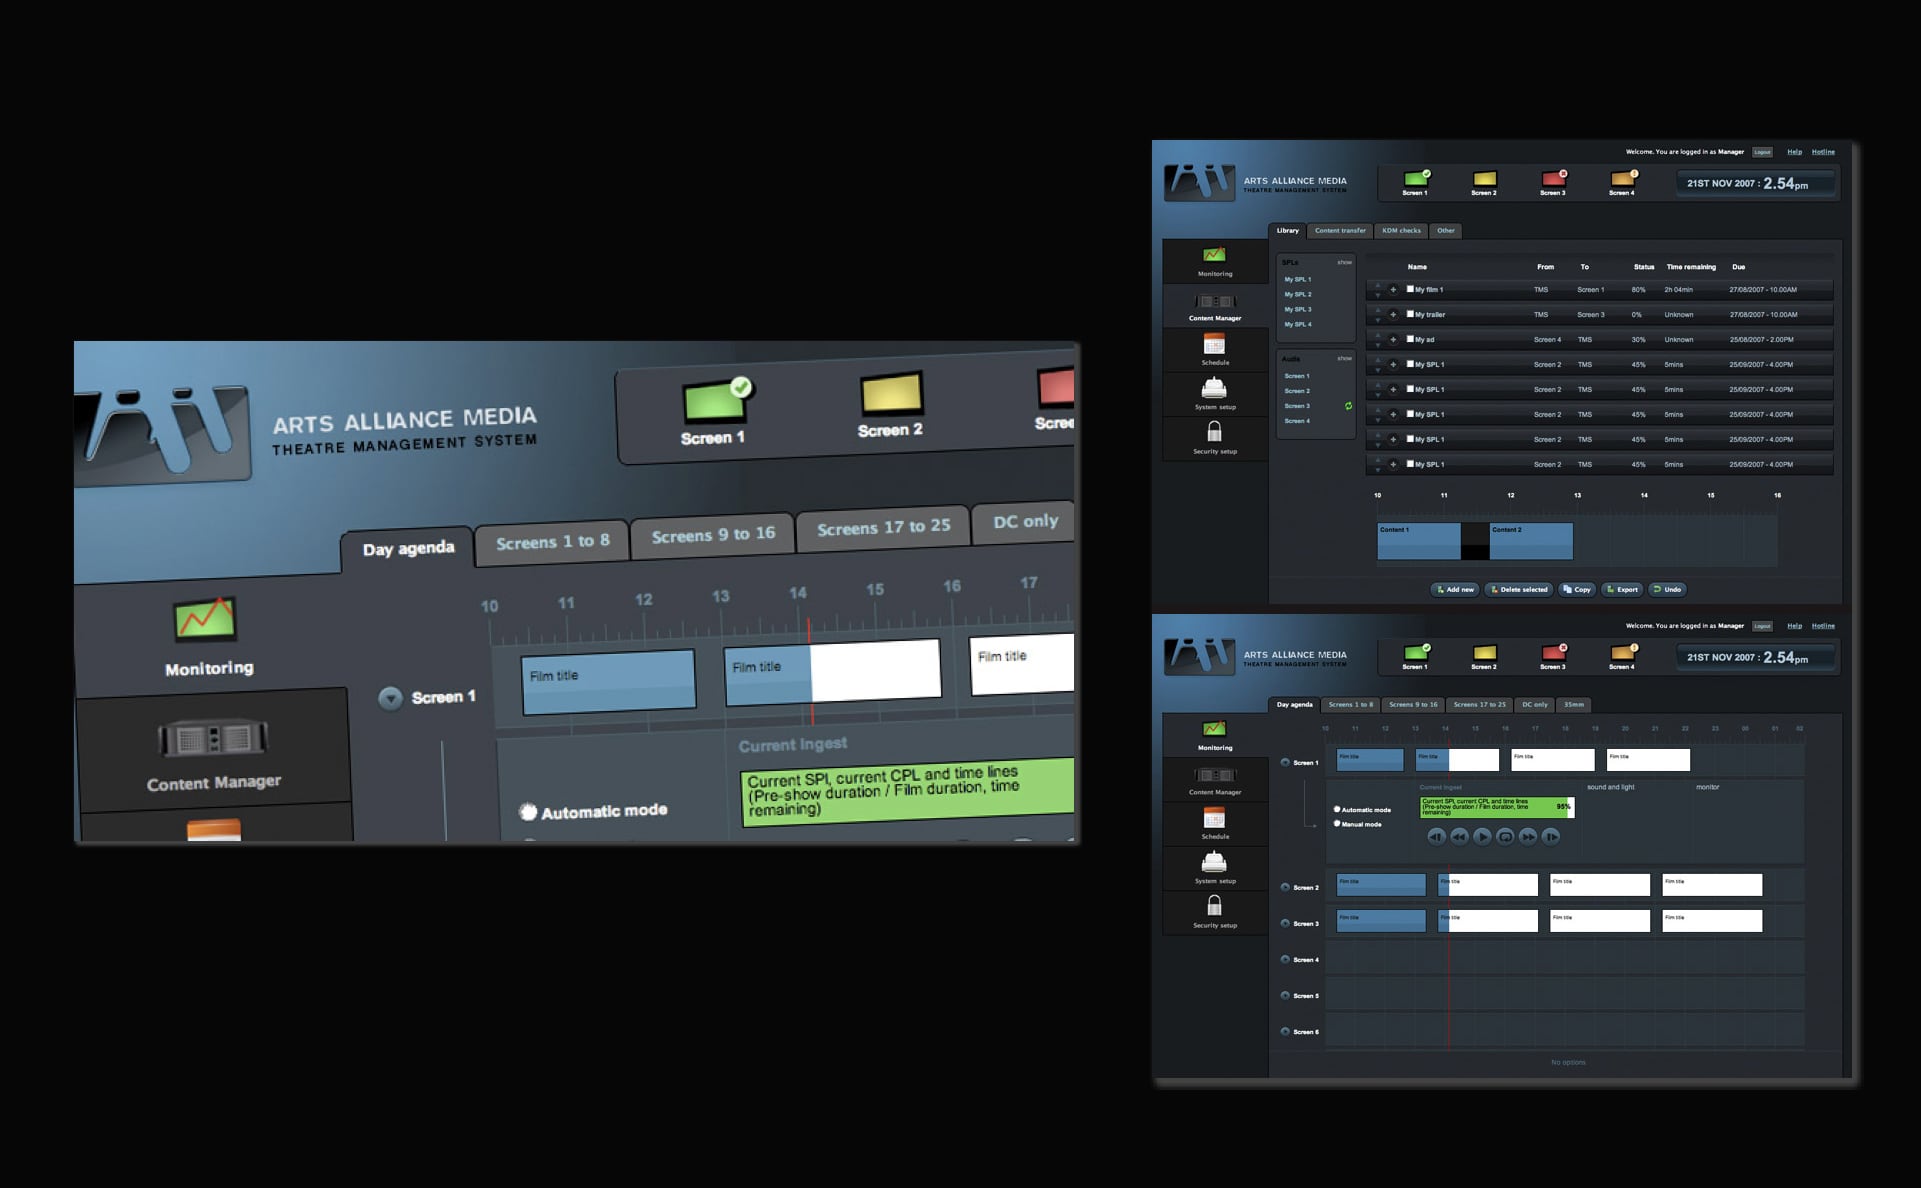 ARTS ALLIANCE MEDIA
THEATRE MANAGEMENT SYSTEM
Screen 1
Screen 2
Scree
Day agenda
Screens 1 to 8
Screens 9 to 16
Screens 17 to 25
DC only
10 11 12 13 14 15 16 17
Monitoring
Screen 1
Film title
Film title
Film title
Content Manager
Current Ingest
Current SPl, current CPL and time lines
(Pre-show duration / Film duration, time
remaining)
Automatic mode
Welcome. You are logged in as Manager Logout Help Hotline
ARTS ALLIANCE MEDIA
THEATRE MANAGEMENT SYSTEM
Screen 1 Screen 2 Screen 3 Screen 4
21ST NOV 2007 : 2.54pm
Library Content transfer KDM checks Other
Monitoring
Content Manager
Schedule
System setup
Security setup
SPLs show
My SPL 1
My SPL 2
My SPL 3
My SPL 4
Audio show
Screen 1
Screen 2
Screen 3
Screen 4
Name From To Status Time remaining Due
My film 1 TMS Screen 1 80% 2h 04min 27/08/2007 - 10.00AM
My trailer TMS Screen 3 0% Unknown 27/08/2007 - 10.00AM
My ad Screen 4 TMS 30% Unknown 25/08/2007 - 2.00PM
My SPL 1 Screen 2 TMS 45% 5mins 25/09/2007 - 4.00PM
My SPL 1 Screen 2 TMS 45% 5mins 25/09/2007 - 4.00PM
My SPL 1 Screen 2 TMS 45% 5mins 25/09/2007 - 4.00PM
My SPL 1 Screen 2 TMS 45% 5mins 25/09/2007 - 4.00PM
My SPL 1 Screen 2 TMS 45% 5mins 25/09/2007 - 4.00PM
10 11 12 13 14 15 16
Content 1 Content 2
Add new Delete selected Copy Export Undo
Welcome. You are logged in as Manager Logout Help Hotline
ARTS ALLIANCE MEDIA
THEATRE MANAGEMENT SYSTEM
Screen 1 Screen 2 Screen 3 Screen 4
21ST NOV 2007 : 2.54pm
Day agenda Screens 1 to 8 Screens 9 to 16 Screens 17 to 25 DC only 35mm
Monitoring
Content Manager
Schedule
System setup
Security setup
10 11 12 13 14 15 16 17 18 19 20 21 22 23 00 01 02
Screen 1 Film title Film title Film title Film title
Current Ingest sound and light monitor
Automatic mode
Manual mode
Current SPl, current CPL and time lines
(Pre-show duration / Film duration, time
remaining)
95%
Screen 2 Film title Film title Film title Film title
Screen 3 Film title Film title Film title Film title
Screen 4
Screen 5
Screen 6
No options